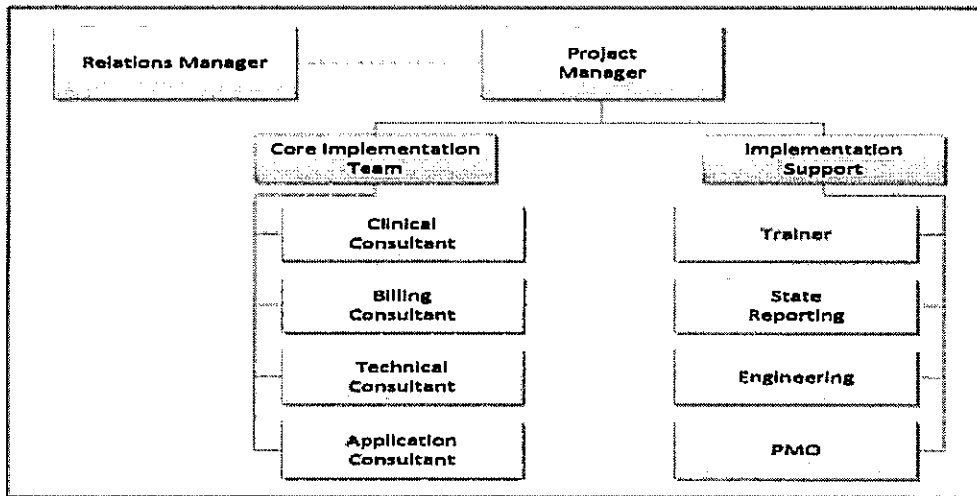 Relations Manager
Project
Manager
Core Implementation
Team
Implementation
Support
Clinical
Consultant
Trainer
Billing
Consultant
State
Reporting
Technical
Consultant
Engineering
Application
Consultant
PMO